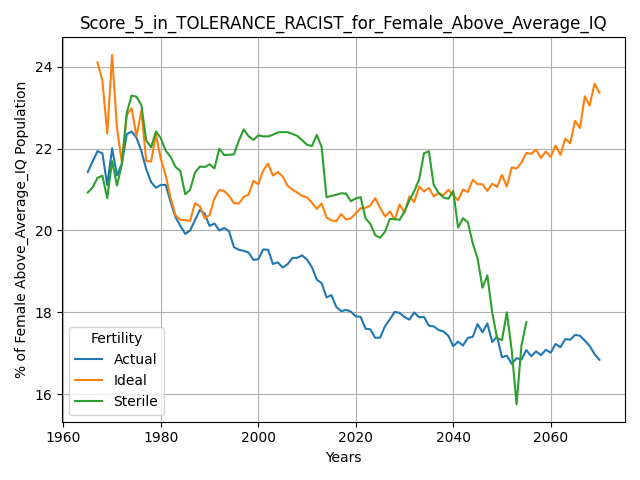 Score_5_in_TOLERANCE_RACIST_for_Female_Above_Average_IQ
% of Female Above_Average_IQ Population
24
22
20
18
16
Fertility
Actual
Ideal
Sterile
1960
1980
2000
2020
2040
2060
Years